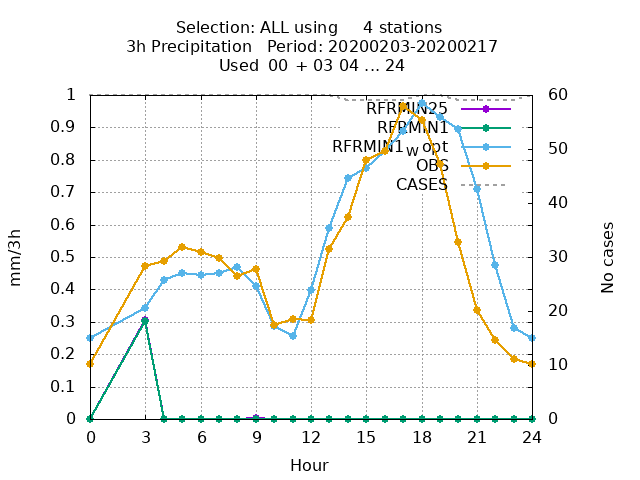 Selection: ALL using 4 stations
3h Precipitation Period: 20200203-20200217
Used 00 + 03 04 ... 24
1
0.9
0.8
0.7
0.6
0.5
0.4
0.3
0.2
0.1
0
mm/3h
RFRMIN25
RFRMIN1
RFRMIN1w opt
OBS
CASES
60
50
40
30
20
10
0
No cases
0 3 6 9 12 15 18 21 24
Hour